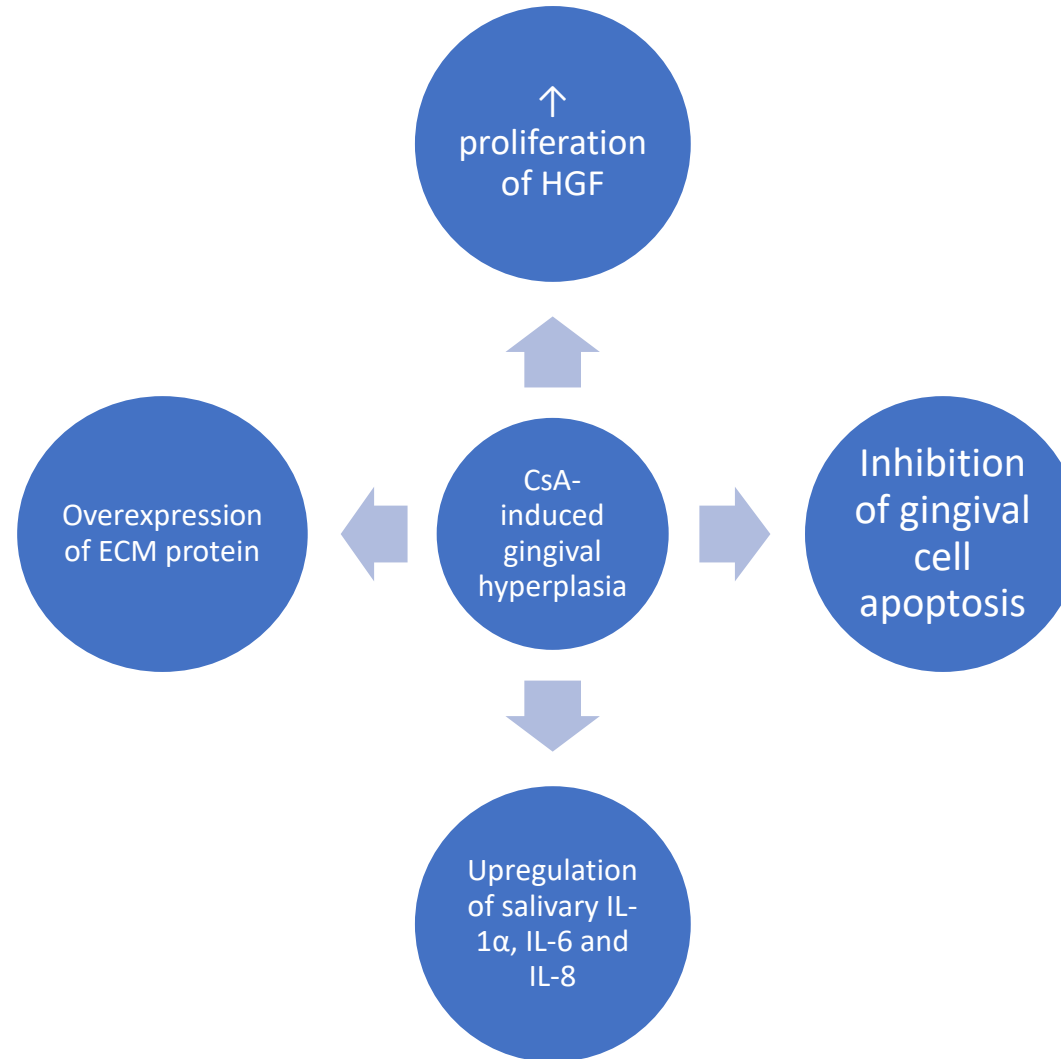 ↑
proliferation
of HGF
Overexpression
of ECM protein
CsA-
induced
gingival
hyperplasia
Inhibition
of gingival
cell
apoptosis
Upregulation
of salivary IL-
1α, IL-6 and
IL-8